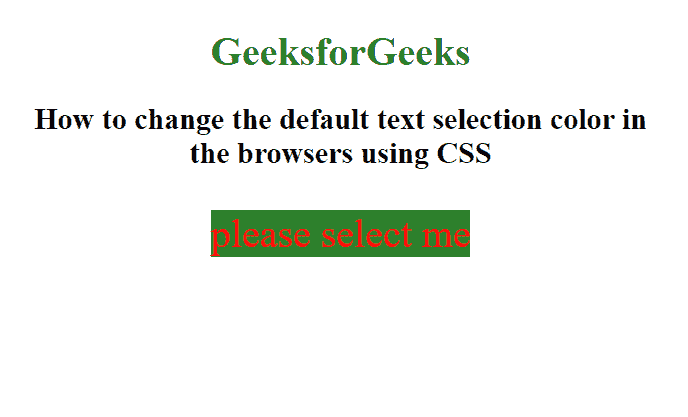 GeeksforGeeks
How to change the default text selection color in
the browsers using CSS
please select me